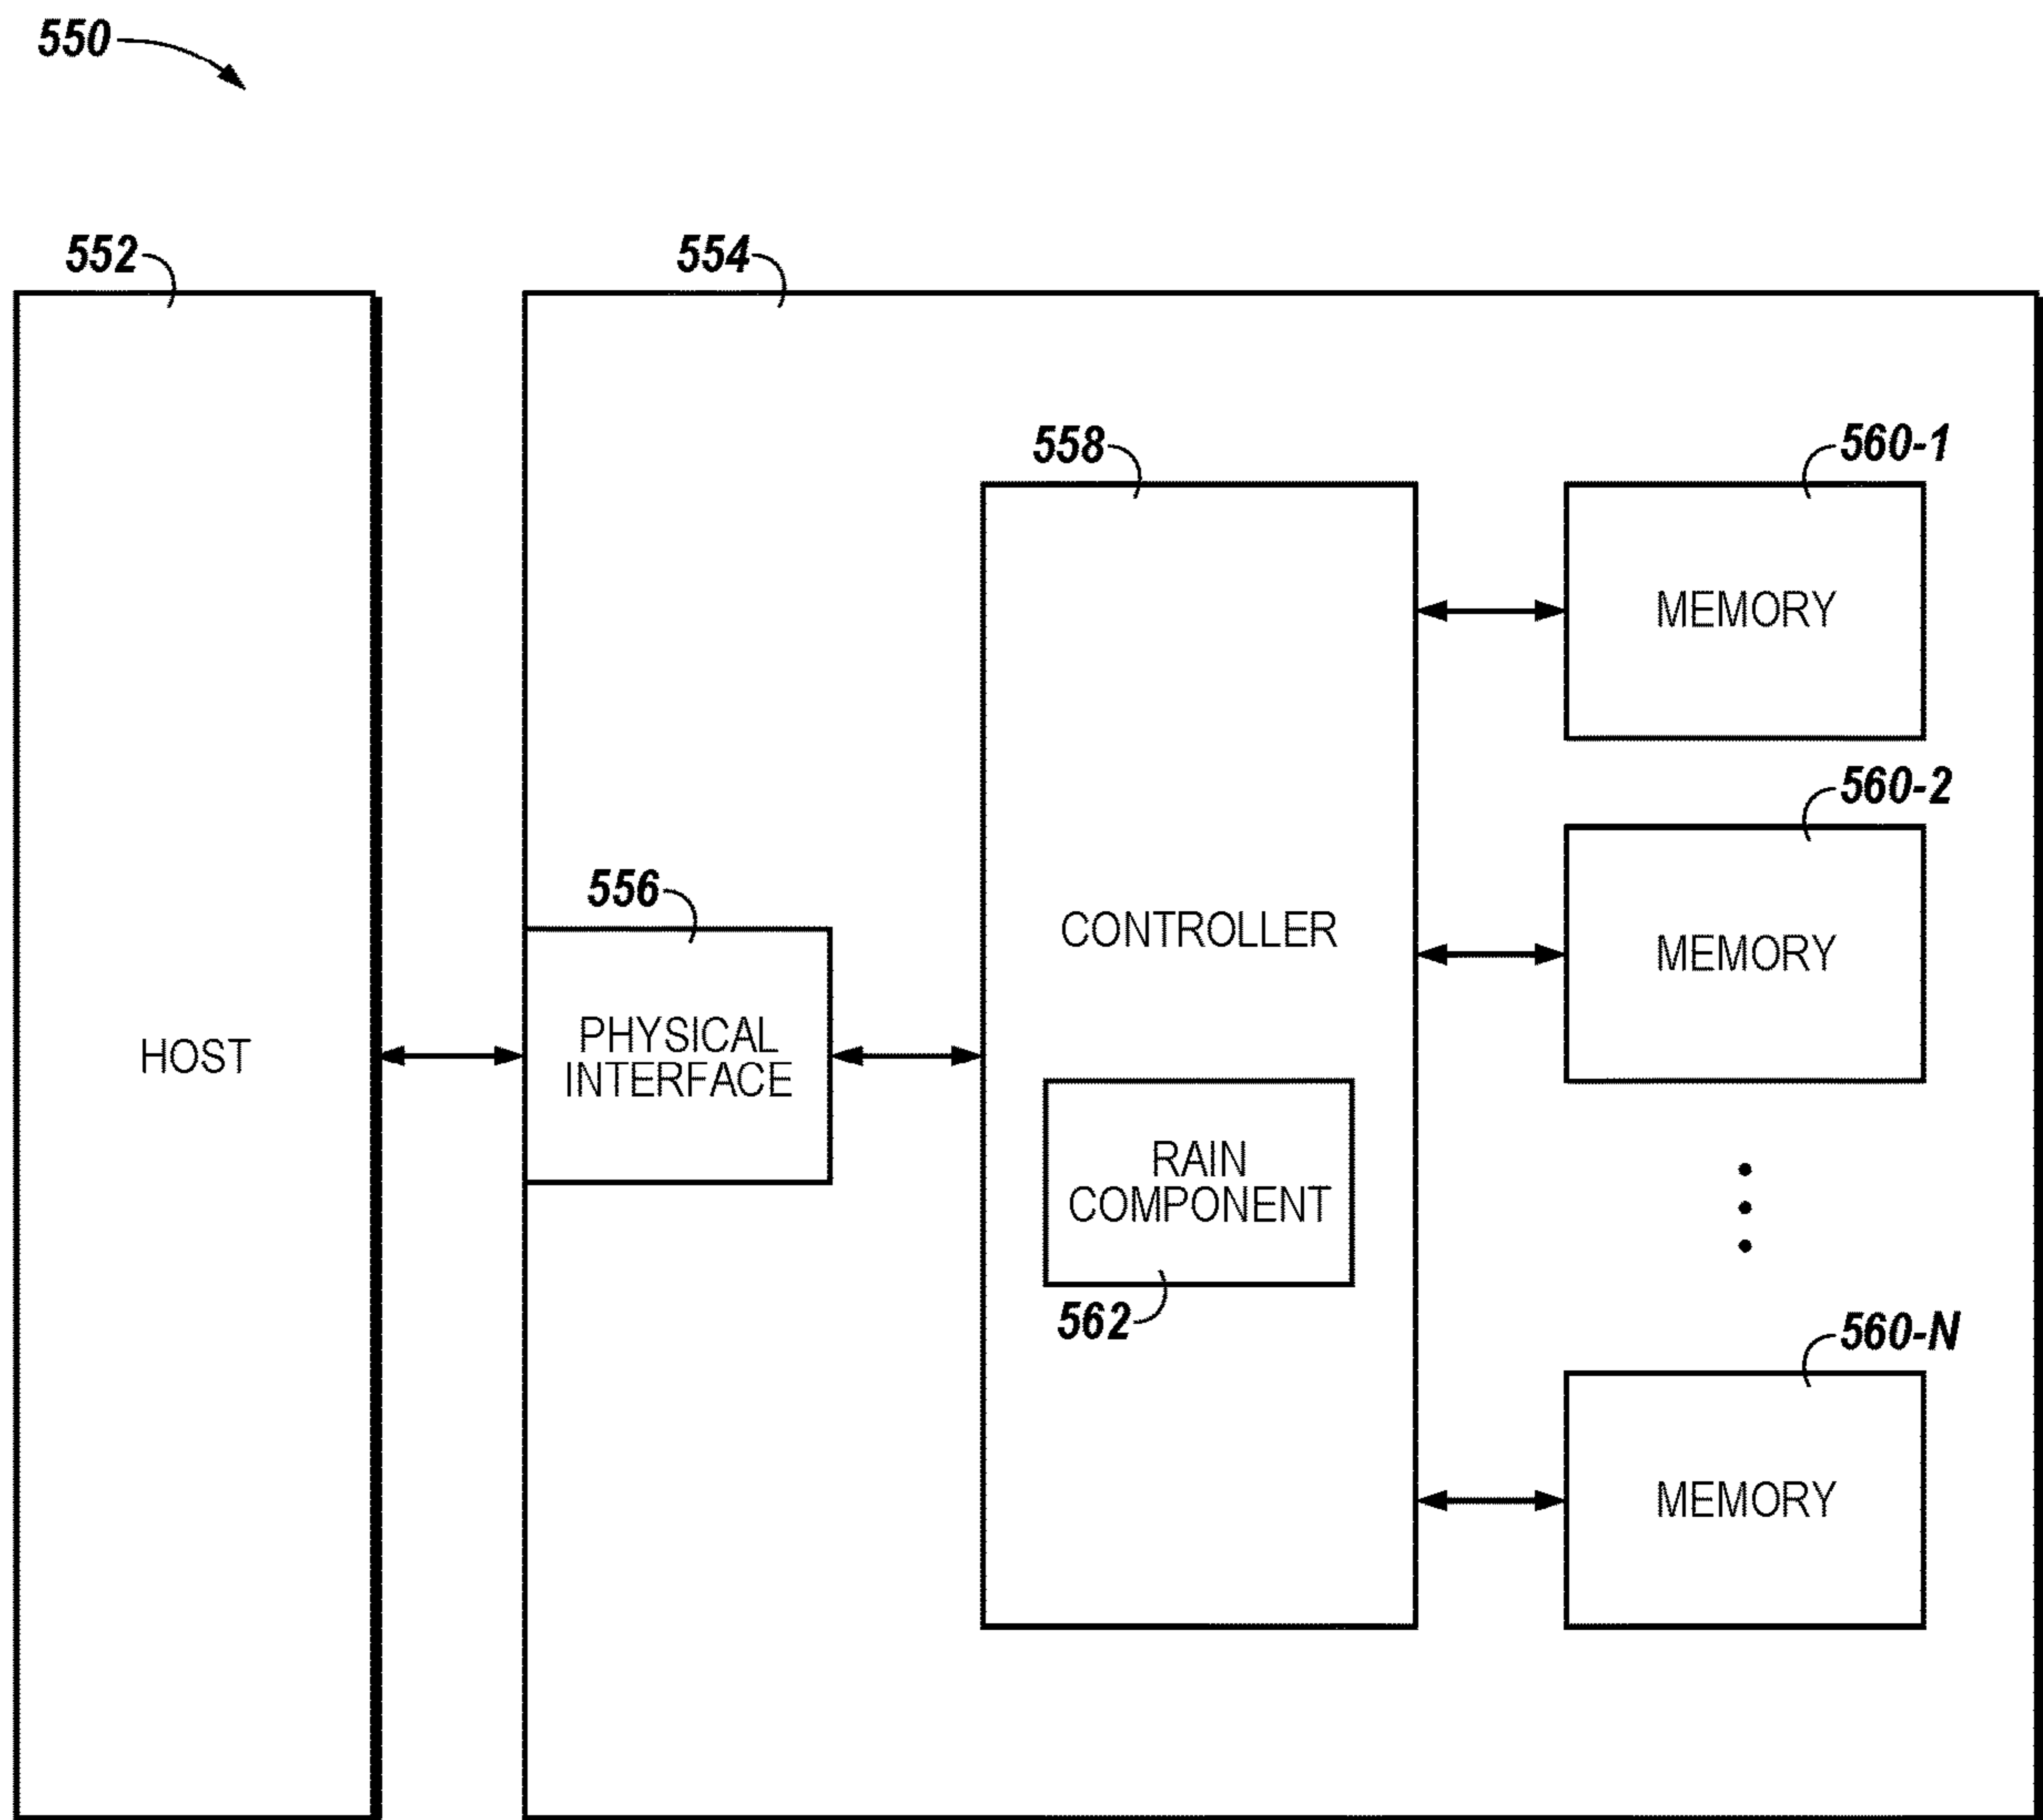 550
552
554
558
560-1
MEMORY
560-2
556
CONTROLLER
MEMORY
HOST
PHYSICAL
INTERFACE
RAIN
COMPONENT
562
560-N
MEMORY